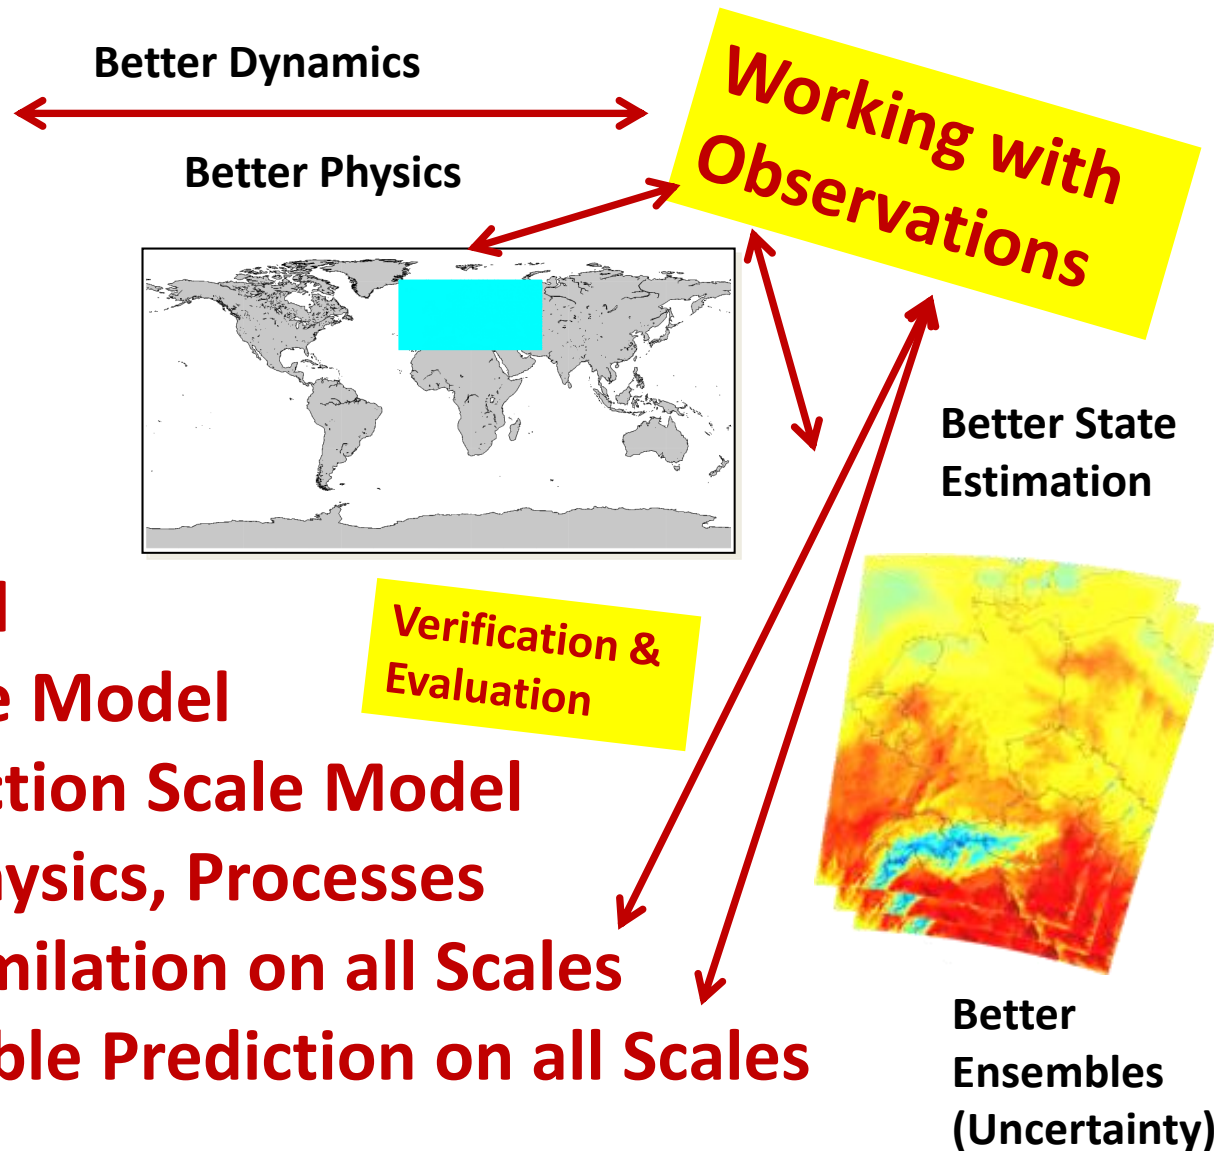 Better Dynamics
Working with
Observations
Better Physics
Better State
Estimation
Verification &
Evaluation
e Model
ction Scale Model
ysics, Processes
milation on all Scales
ble Prediction on all Scales
Better
Ensembles
(Uncertainty)